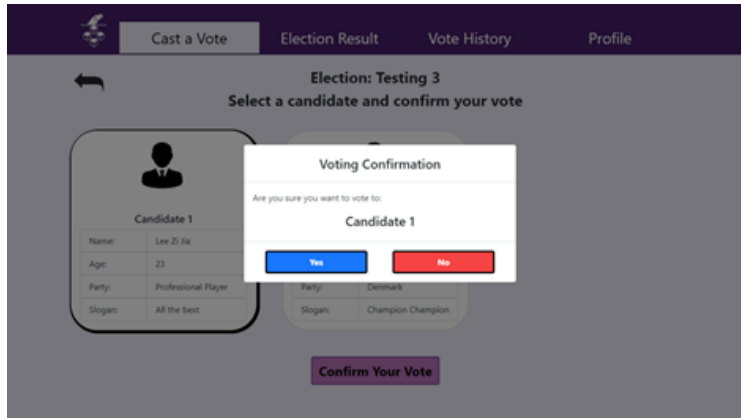 Cast a Vote Election Result Vote History Profile
Election: Testing 3
Select a candidate and confirm your vote
Voting Confirmation
Are you sure you want to vote to:
Candidate 1
Yes No
Candidate 1
Name: Lee Zi Jia
Age: 23
Party: Professional Player
Slogan: All the best
Party: Denmark
Slogan: Champion Champion
Confirm Your Vote